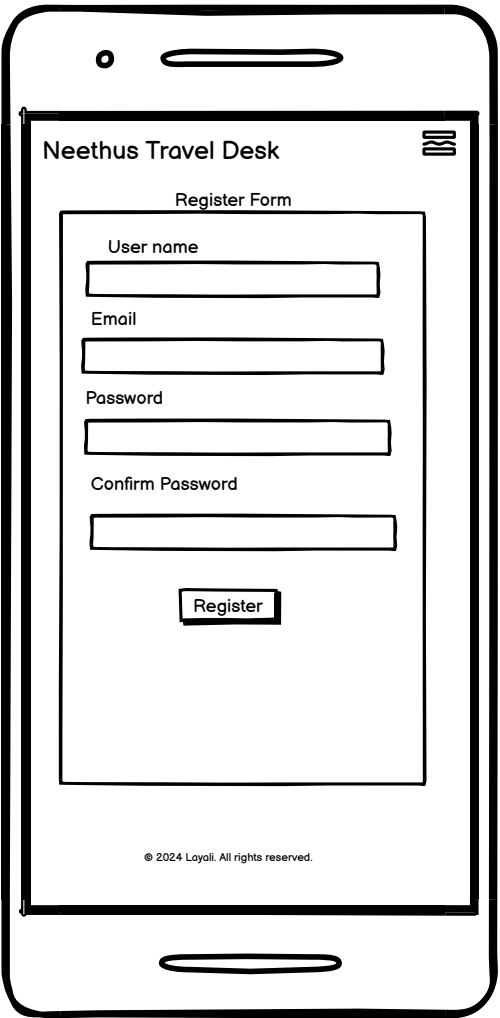 Neethus Travel Desk
Register Form
User name
Email
Password
Confirm Password
Register
© 2024 Layali. All rights reserved.